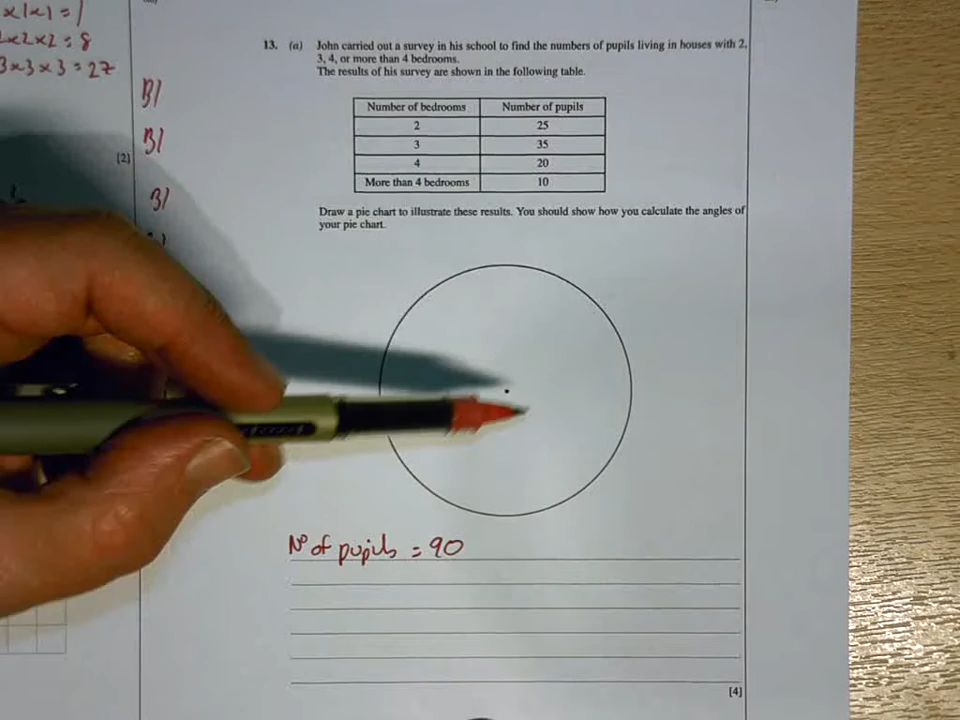 x1x1 = 1
2x2x2 = 8
3x3x3 = 27
B1
B1
[2]
B1
13. (a) John carried out a survey in his school to find the numbers of pupils living in houses with 2,
3, 4, or more than 4 bedrooms.
The results of his survey are shown in the following table.
Number of bedrooms Number of pupils
2 25
3 35
4 20
More than 4 bedrooms 10
Draw a pie chart to illustrate these results. You should show how you calculate the angles of
your pie chart.
Nº of pupils = 90
[4]